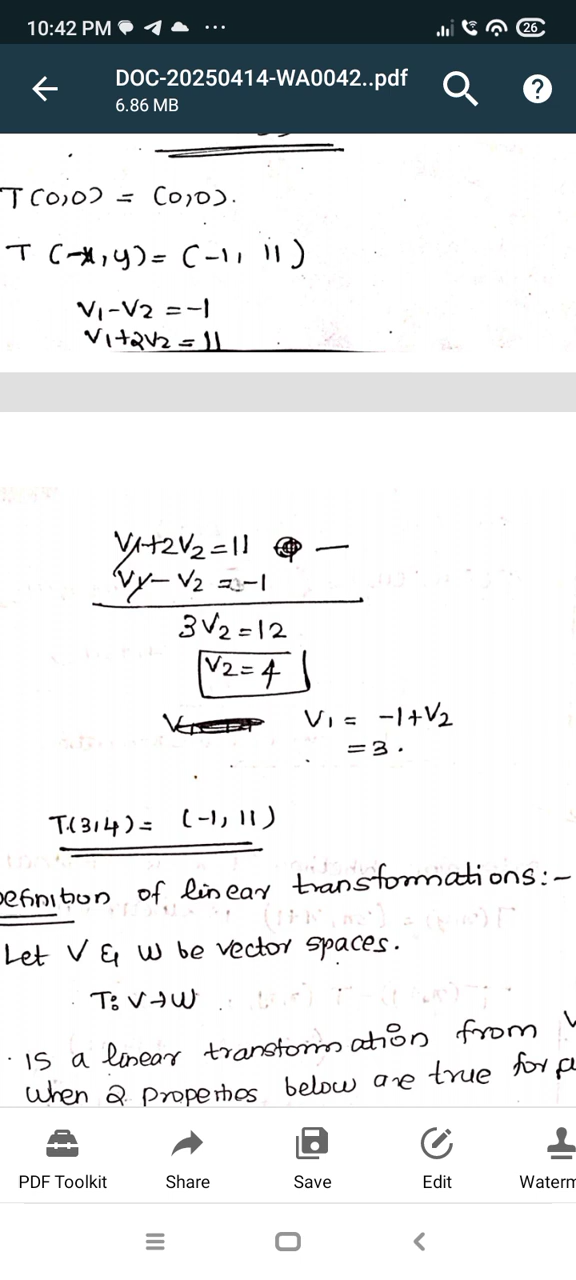 10:42 PM ...
26
DOC-20250414-WA0042..pdf
6.86 MB
T(0,0) = (0,0).
T (x,y) = (-1, 11)
V1-V2 = -1
V1+2V2 = 11
V1+2V2 = 11 —
V1 - V2 = -1
3V2 = 12
V2 = 4
V1 = -1+V2
= 3.
T(3,4) = (-1, 11)
Definition of linear transformations:-
Let V & W be vector spaces.
T: V→W
is a linear transformation from V
when 2 properties below are true for
PDF Toolkit
Share
Save
Edit
Waterm